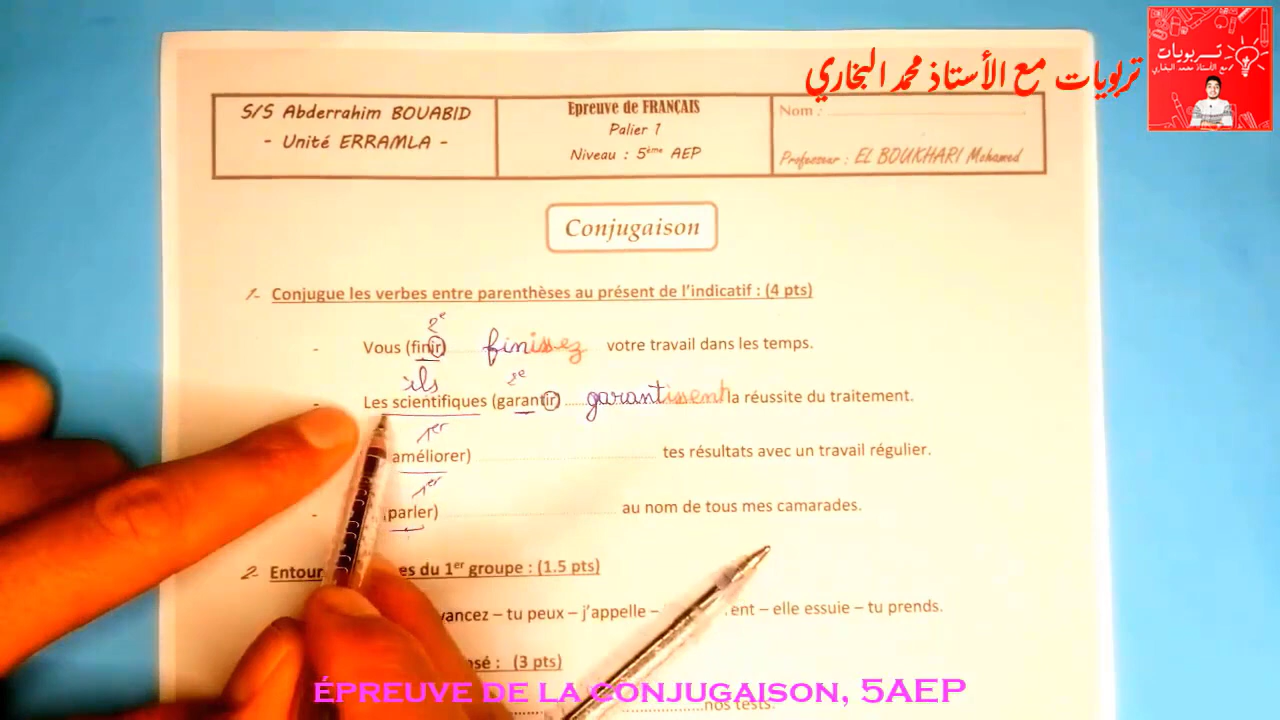 تربويات مع الأستاذ محمد البخاري
تربويات
مع الأستاذ محمد البخاري
S/S Abderrahim BOUABID
- Unité ERRAMLA -
Epreuve de FRANÇAIS
Palier 1
Niveau : 5ème AEP
Nom :
Professeur : EL BOUKHARI Mohamed
Conjugaison
1- Conjugue les verbes entre parenthèses au présent de l'indicatif : (4 pts)
2e
- Vous (finir) finissez votre travail dans les temps.
ils 2e
- Les scientifiques (garantir) garantissent la réussite du traitement.
1er
améliorer) tes résultats avec un travail régulier.
1er
- parler) au nom de tous mes camarades.
2- Entour es du 1er groupe : (1.5 pts)
vancez – tu peux – j'appelle – ent – elle essuie – tu prends.
sé : (3 pts)
nos tests.
ÉPREUVE DE LA CONJUGAISON, 5AEP